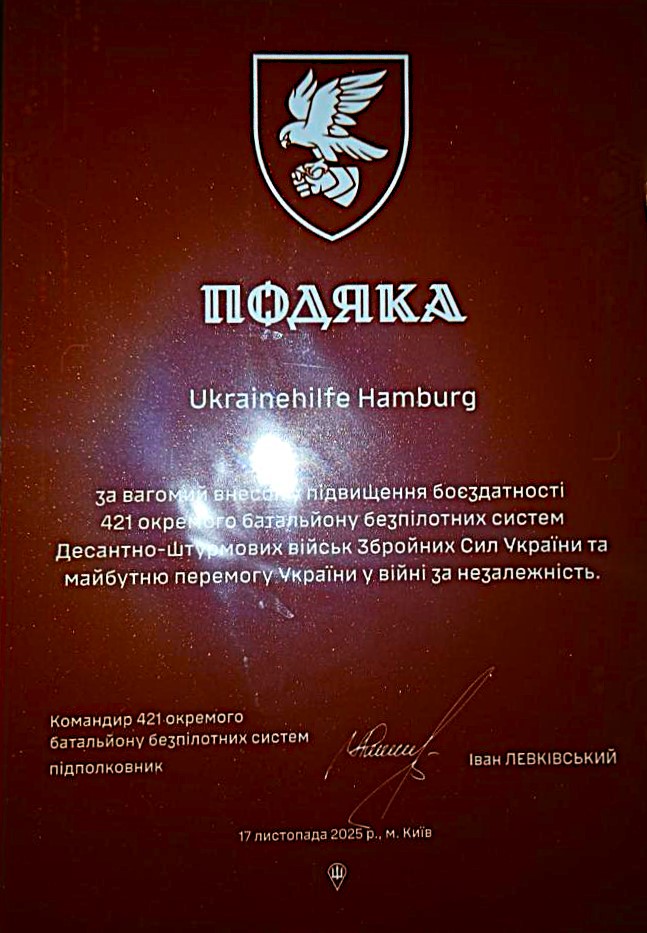 ПОДЯКА
Ukrainehilfe Hamburg
за вагомий внесок у підвищення боєздатності
421 окремого батальйону безпілотних систем
Десантно-Штурмових військ Збройних Сил України та
майбутню перемогу України у війні за незалежність.
Командир 421 окремого
батальйону безпілотних систем
підполковник
Іван ЛЕВКІВСЬКИЙ
17 листопада 2025 р., м. Київ